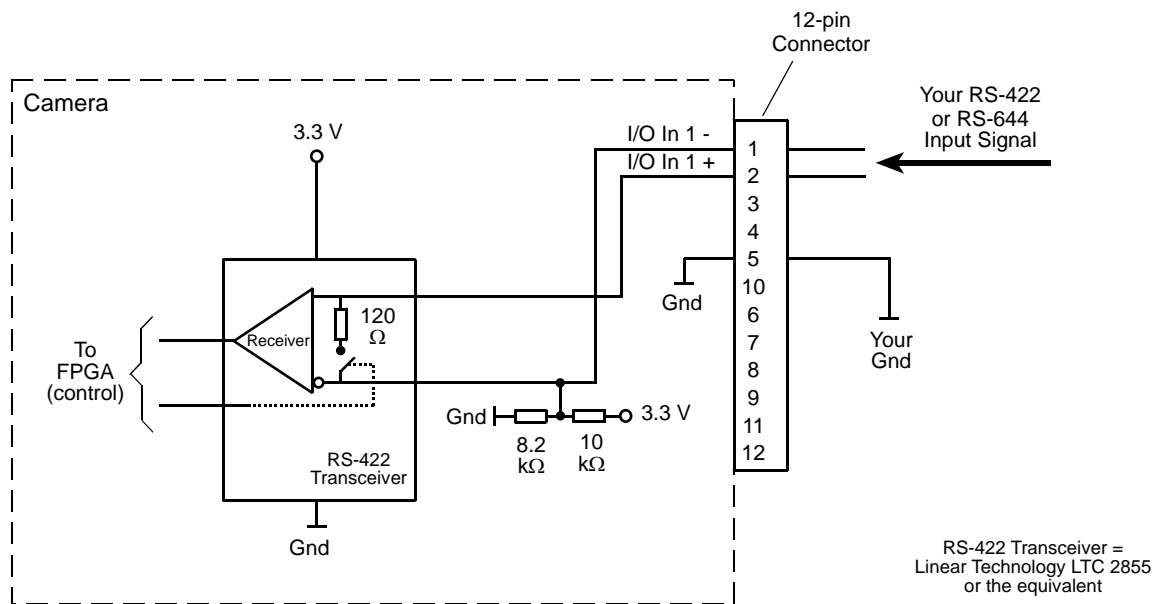 12-pin
Connector
Camera
3.3 V
I/O In 1 -
I/O In 1 +
Your RS-422
or RS-644
Input Signal
1
2
3
4
5
10
6
7
8
9
11
12
Gnd
Your
Gnd
120
Ω
Receiver
To
FPGA
(control)
Gnd
3.3 V
8.2
kΩ
10
kΩ
RS-422
Transceiver
Gnd
RS-422 Transceiver =
Linear Technology LTC 2855
or the equivalent